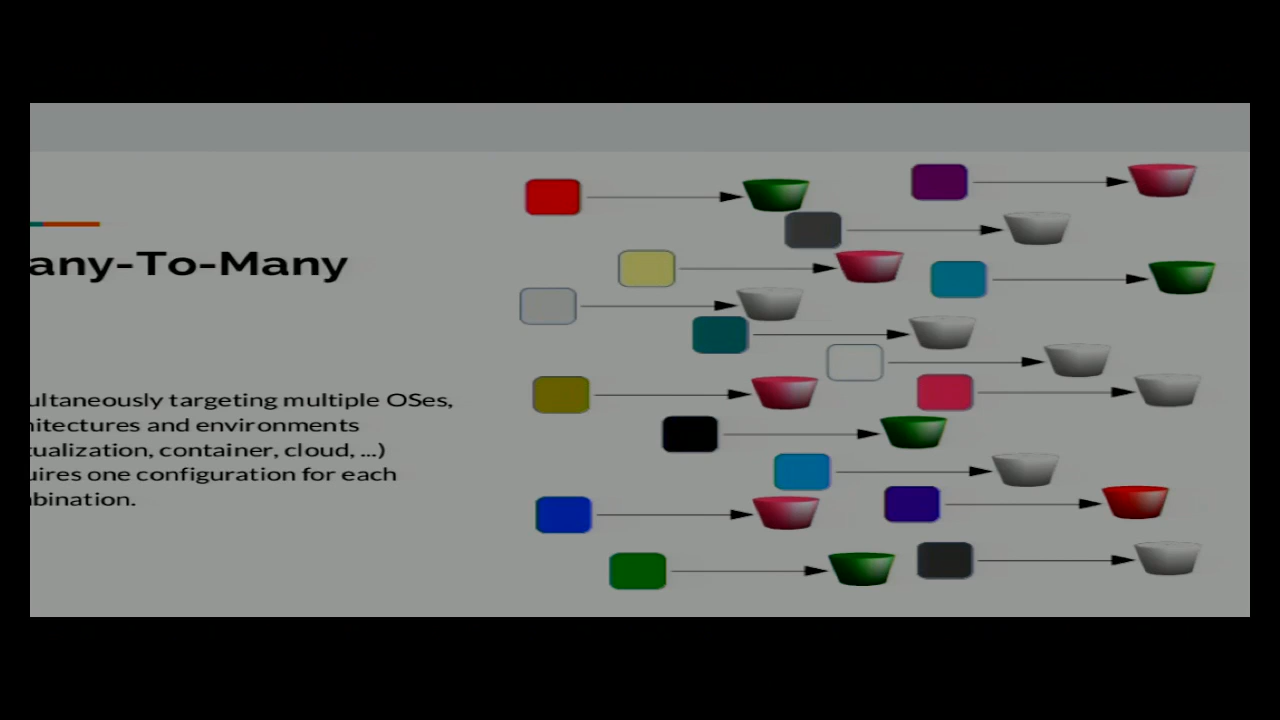 any-To-Many
ultaneously targeting multiple OSes,
hitectures and environments
tualization, container, cloud, ...)
uires one configuration for each
bination.